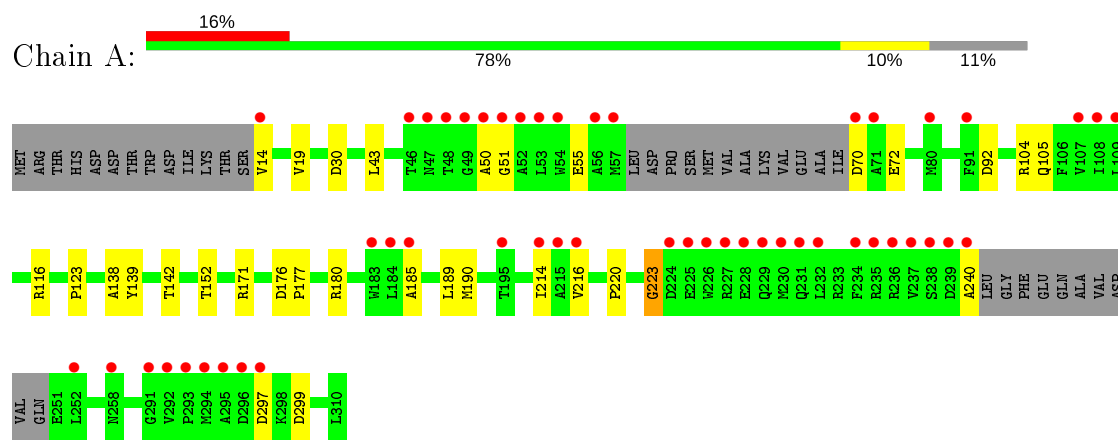 16%
Chain A:
78% 10% 11%
MET ARG THR HIS ASP ASP THR TRP ASP ILE LYS THR SER V14 V19 D30 L43 T46 N47 T48 G49 A50 G51 A52 L53 W54 E55 A56 M57 LEU ASP PRO SER MET VAL ALA LYS VAL GLU ALA ILE D70 A71 E72 M80 F91 D92 R104 Q105 F106 V107 I108 L109
R116 P123 A138 Y139 T142 T152 R171 D176 P177 R180 W183 L184 A185 L189 M190 T195 I214 A215 V216 P220 G223 D224 E225 W226 R227 E228 Q229 M230 Q231 L232 R233 F234 R235 R236 V237 S238 D239 A240 LEU GLY PHE GLU GLN ALA VAL ASP
VAL GLN E251 L252 N258 G291 V292 P293 M294 A295 D296 D297 K298 D299 L310